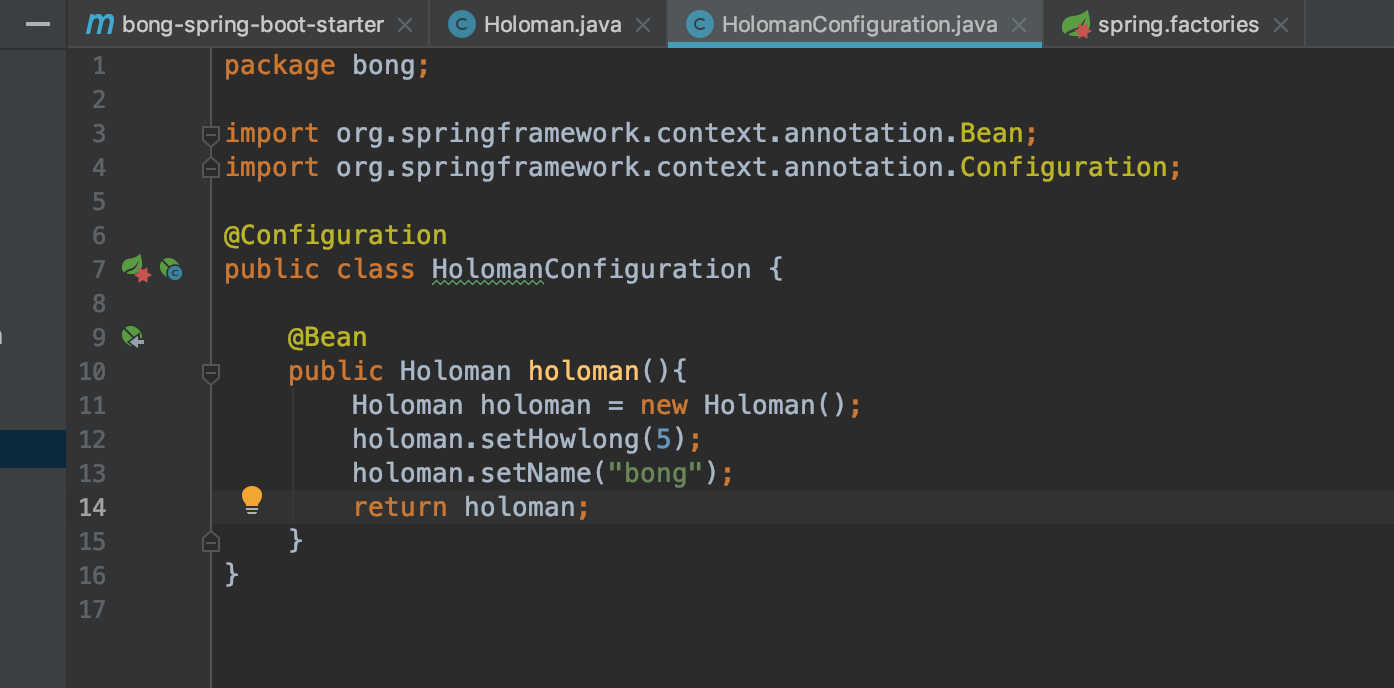 bong-spring-boot-starter Holoman.java HolomanConfiguration.java spring.factories
1 package bong;
2
3 import org.springframework.context.annotation.Bean;
4 import org.springframework.context.annotation.Configuration;
5
6 @Configuration
7 public class HolomanConfiguration {
8
9     @Bean
10     public Holoman holoman(){
11         Holoman holoman = new Holoman();
12         holoman.setHowlong(5);
13         holoman.setName("bong");
14         return holoman;
15     }
16 }
17